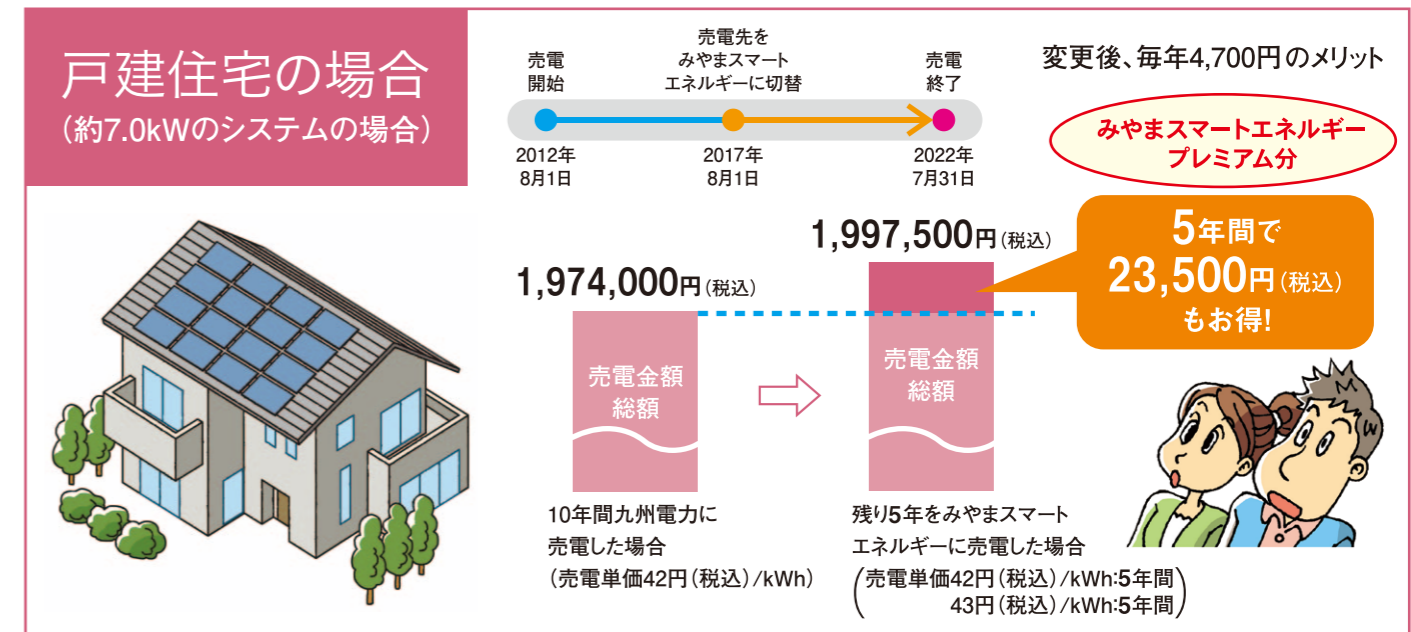 戸建住宅の場合
（約7.0kWのシステムの場合）
売電
開始
売電先を
みやまスマート
エネルギーに切替
売電
終了
2012年
8月1日
2017年
8月1日
2022年
7月31日
変更後、毎年4,700円のメリット
みやまスマートエネルギー
プレミアム分
5年間で
23,500円（税込）
もお得!
1,974,000円（税込）
売電金額
総額
10年間九州電力に
売電した場合
（売電単価42円（税込）/kWh）
1,997,500円（税込）
売電金額
総額
残り5年をみやまスマート
エネルギーに売電した場合
（売電単価42円（税込）/kWh:5年間
43円（税込）/kWh:5年間）